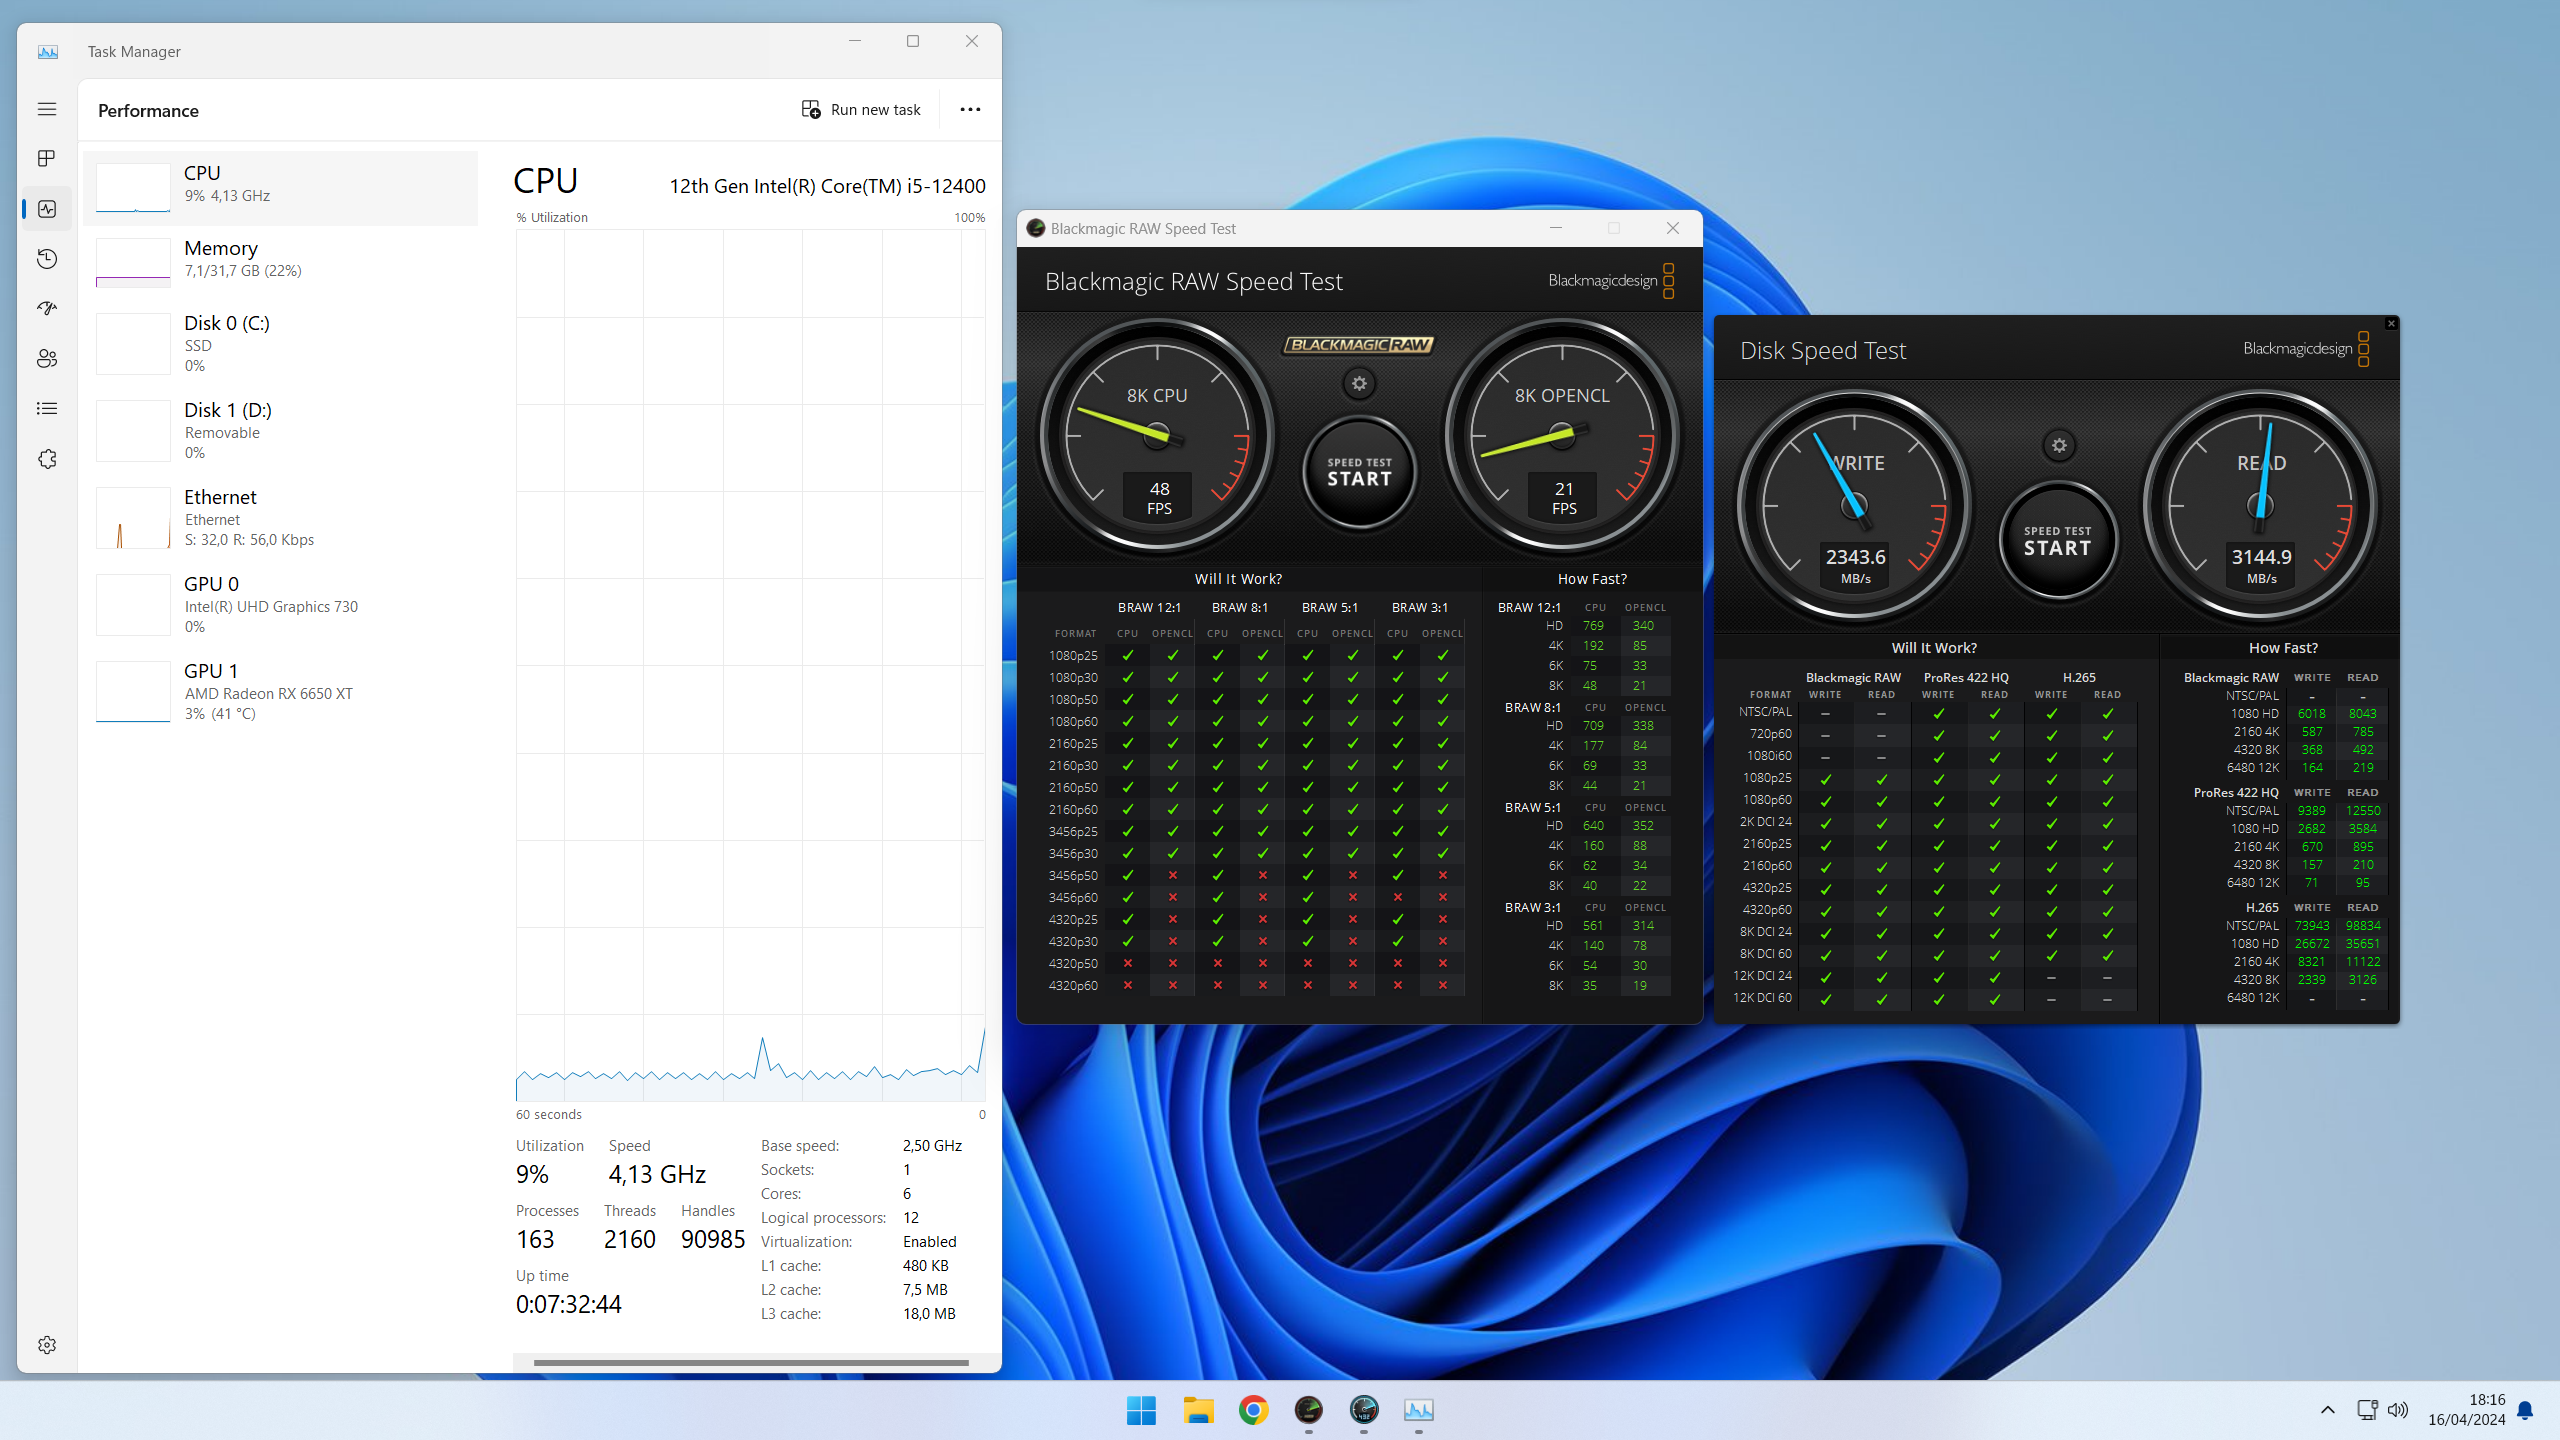 Task Manager
Performance
Run new task
CPU
9% 4,13 GHz
Memory
7,1/31,7 GB (22%)
Disk 0 (C:)
SSD
0%
Disk 1 (D:)
Removable
0%
Ethernet
Ethernet
S: 32,0 R: 56,0 Kbps
GPU 0
Intel(R) UHD Graphics 730
0%
GPU 1
AMD Radeon RX 6650 XT
3% (41 °C)
CPU 12th Gen Intel(R) Core(TM) i5-12400
% Utilization 100%
60 seconds 0
Utilization Speed
9% 4,13 GHz
Processes Threads Handles
163 2160 90985
Up time
0:07:32:44
Base speed: 2,50 GHz
Sockets: 1
Cores: 6
Logical processors: 12
Virtualization: Enabled
L1 cache: 480 KB
L2 cache: 7,5 MB
L3 cache: 18,0 MB
Blackmagic RAW Speed Test
Blackmagic RAW Speed Test Blackmagicdesign
BLACKMAGIC RAW
8K CPU
48
FPS
SPEED TEST
START
8K OPENCL
21
FPS
Will It Work?
BRAW 12:1 BRAW 8:1 BRAW 5:1 BRAW 3:1
FORMAT CPU OPENCL CPU OPENCL CPU OPENCL CPU OPENCL
1080p25
1080p30
1080p50
1080p60
2160p25
2160p30
2160p50
2160p60
3456p25
3456p30
3456p50
3456p60
4320p25
4320p30
4320p50
4320p60
How Fast?
BRAW 12:1 CPU OPENCL
HD 769 340
4K 192 85
6K 75 33
8K 48 21
BRAW 8:1 CPU OPENCL
HD 709 338
4K 177 84
6K 69 33
8K 44 21
BRAW 5:1 CPU OPENCL
HD 640 352
4K 160 88
6K 62 34
8K 40 22
BRAW 3:1 CPU OPENCL
HD 561 314
4K 140 78
6K 54 30
8K 35 19
Disk Speed Test Blackmagicdesign
WRITE
2343.6
MB/s
SPEED TEST
START
READ
3144.9
MB/s
Will It Work?
Blackmagic RAW ProRes 422 HQ H.265
FORMAT WRITE READ WRITE READ WRITE READ
NTSC/PAL – –
720p60 – –
1080i60 – –
1080p25
1080p60
2K DCI 24
2160p25
2160p60
4320p25
4320p60
8K DCI 24
8K DCI 60
12K DCI 24 – –
12K DCI 60 – –
How Fast?
Blackmagic RAW WRITE READ
NTSC/PAL - -
1080 HD 6018 8043
2160 4K 587 785
4320 8K 368 492
6480 12K 164 219
ProRes 422 HQ WRITE READ
NTSC/PAL 9389 12550
1080 HD 2682 3584
2160 4K 670 895
4320 8K 157 210
6480 12K 71 95
H.265 WRITE READ
NTSC/PAL 73943 98834
1080 HD 26672 35651
2160 4K 8321 11122
4320 8K 2339 3126
6480 12K - -
18:16
16/04/2024